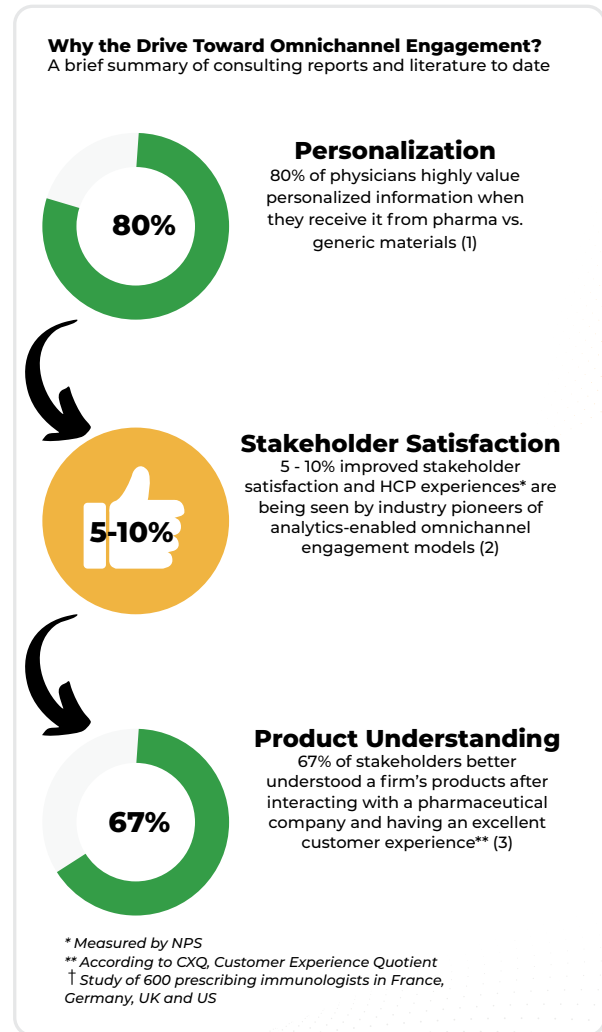 Why the Drive Toward Omnichannel Engagement?
A brief summary of consulting reports and literature to date
80%
Personalization
80% of physicians highly value
personalized information when
they receive it from pharma vs.
generic materials (1)
5-10%
Stakeholder Satisfaction
5 - 10% improved stakeholder
satisfaction and HCP experiences* are
being seen by industry pioneers of
analytics-enabled omnichannel
engagement models (2)
67%
Product Understanding
67% of stakeholders better
understood a firm's products after
interacting with a pharmaceutical
company and having an excellent
customer experience** (3)
* Measured by NPS
** According to CXQ, Customer Experience Quotient
† Study of 600 prescribing immunologists in France,
Germany, UK and US